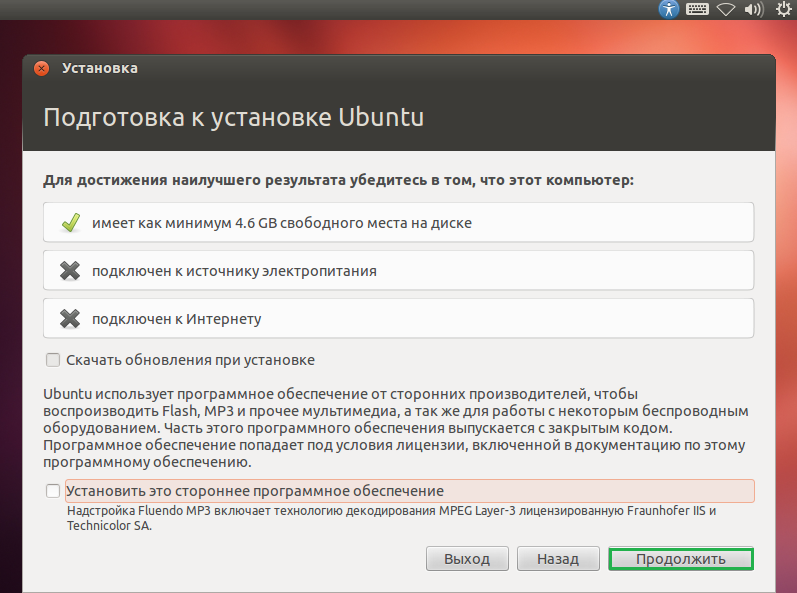 Установка
Подготовка к установке Ubuntu
Для достижения наилучшего результата убедитесь в том, что этот компьютер:
имеет как минимум 4.6 GB свободного места на диске
подключен к источнику электропитания
подключен к Интернету
Скачать обновления при установке
Ubuntu использует программное обеспечение от сторонних производителей, чтобы
воспроизводить Flash, MP3 и прочее мультимедиа, а так же для работы с некоторым беспроводным
оборудованием. Часть этого программного обеспечения выпускается с закрытым кодом.
Программное обеспечение попадает под условия лицензии, включенной в документацию по этому
программному обеспечению.
Установить это стороннее программное обеспечение
Надстройка Fluendo MP3 включает технологию декодирования MPEG Layer-3 лицензированную Fraunhofer IIS и
Technicolor SA.
Выход
Назад
Продолжить